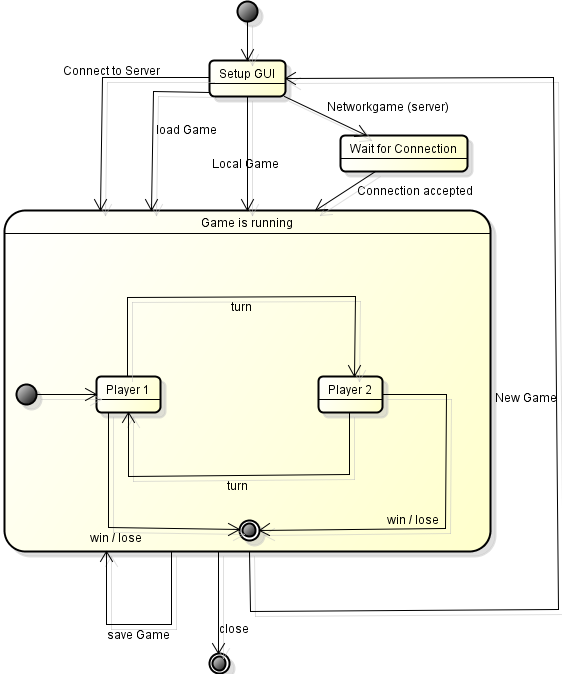 Connect to Server
Setup GUI
Networkgame (server)
load Game
Wait for Connection
Local Game
Connection accepted
Game is running
turn
Player 1
Player 2
New Game
turn
win / lose
win / lose
save Game
close